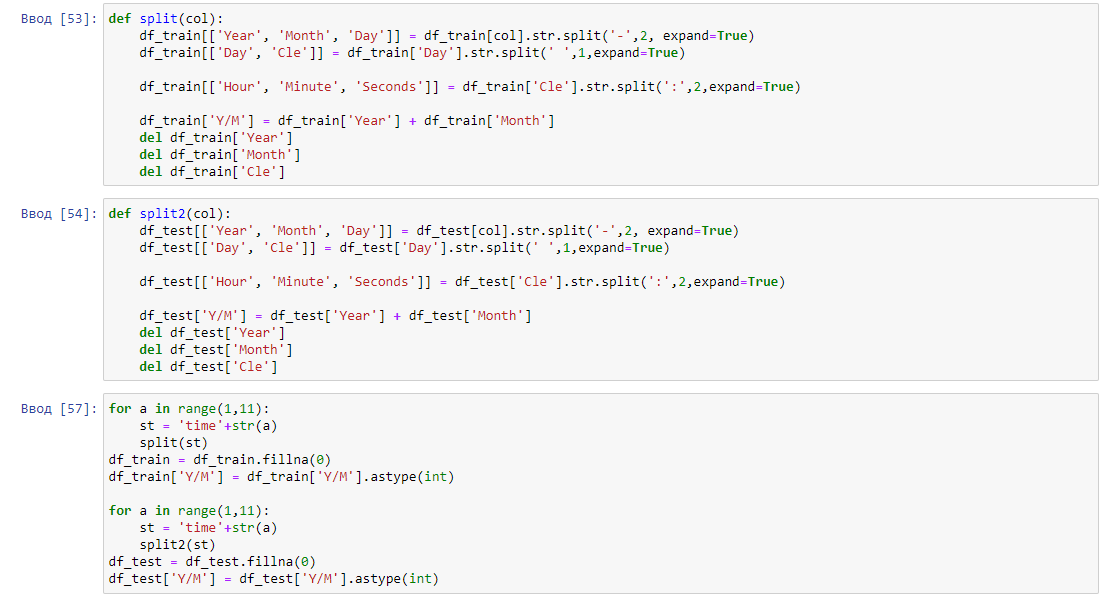 Ввод [53]: def split(col):
    df_train[['Year', 'Month', 'Day']] = df_train[col].str.split('-',2, expand=True)
    df_train[['Day', 'Cle']] = df_train['Day'].str.split(' ',1,expand=True)

    df_train[['Hour', 'Minute', 'Seconds']] = df_train['Cle'].str.split(':',2,expand=True)

    df_train['Y/M'] = df_train['Year'] + df_train['Month']
    del df_train['Year']
    del df_train['Month']
    del df_train['Cle']

Ввод [54]: def split2(col):
    df_test[['Year', 'Month', 'Day']] = df_test[col].str.split('-',2, expand=True)
    df_test[['Day', 'Cle']] = df_test['Day'].str.split(' ',1,expand=True)

    df_test[['Hour', 'Minute', 'Seconds']] = df_test['Cle'].str.split(':',2,expand=True)

    df_test['Y/M'] = df_test['Year'] + df_test['Month']
    del df_test['Year']
    del df_test['Month']
    del df_test['Cle']

Ввод [57]: for a in range(1,11):
    st = 'time'+str(a)
    split(st)
df_train = df_train.fillna(0)
df_train['Y/M'] = df_train['Y/M'].astype(int)

for a in range(1,11):
    st = 'time'+str(a)
    split2(st)
df_test = df_test.fillna(0)
df_test['Y/M'] = df_test['Y/M'].astype(int)